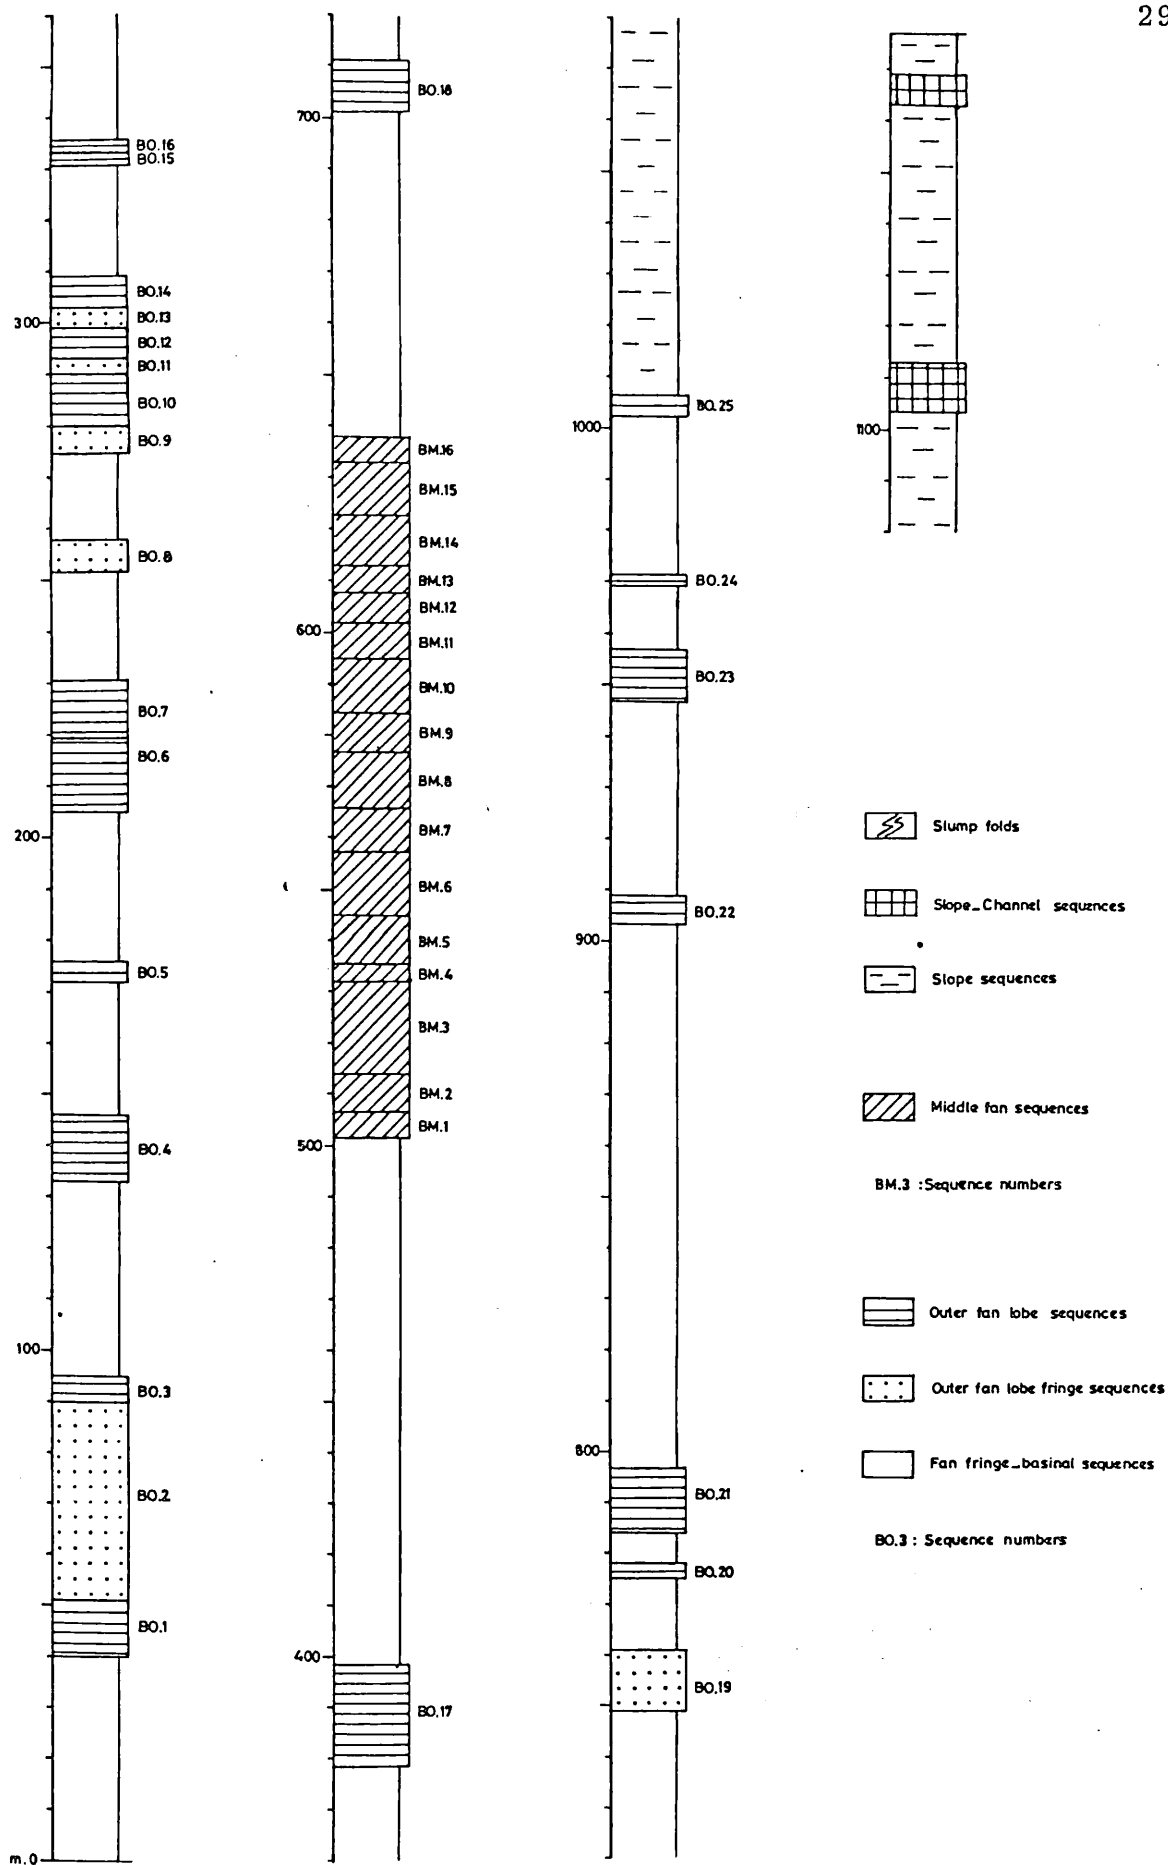 29
BO.16
BO.15
BO.14
300
BO.13
BO.12
BO.11
BO.10
BO.9
BO.8
BO.7
BO.6
200
BO.5
BO.4
100
BO.3
BO.2
BO.1
m.0
BO.18
700
BM.16
BM.15
BM.14
BM.13
BM.12
600
BM.11
BM.10
BM.9
BM.8
BM.7
BM.6
BM.5
BM.4
BM.3
BM.2
BM.1
500
400
BO.17
BO.25
1000
BO.24
BO.23
BO.22
900
800
BO.21
BO.20
BO.19
1100
Slump folds
Slope_Channel sequences
Slope sequences
Middle fan sequences
BM.3 :Sequence numbers
Outer fan lobe sequences
Outer fan lobe fringe sequences
Fan fringe_basinal sequences
BO.3 : Sequence numbers